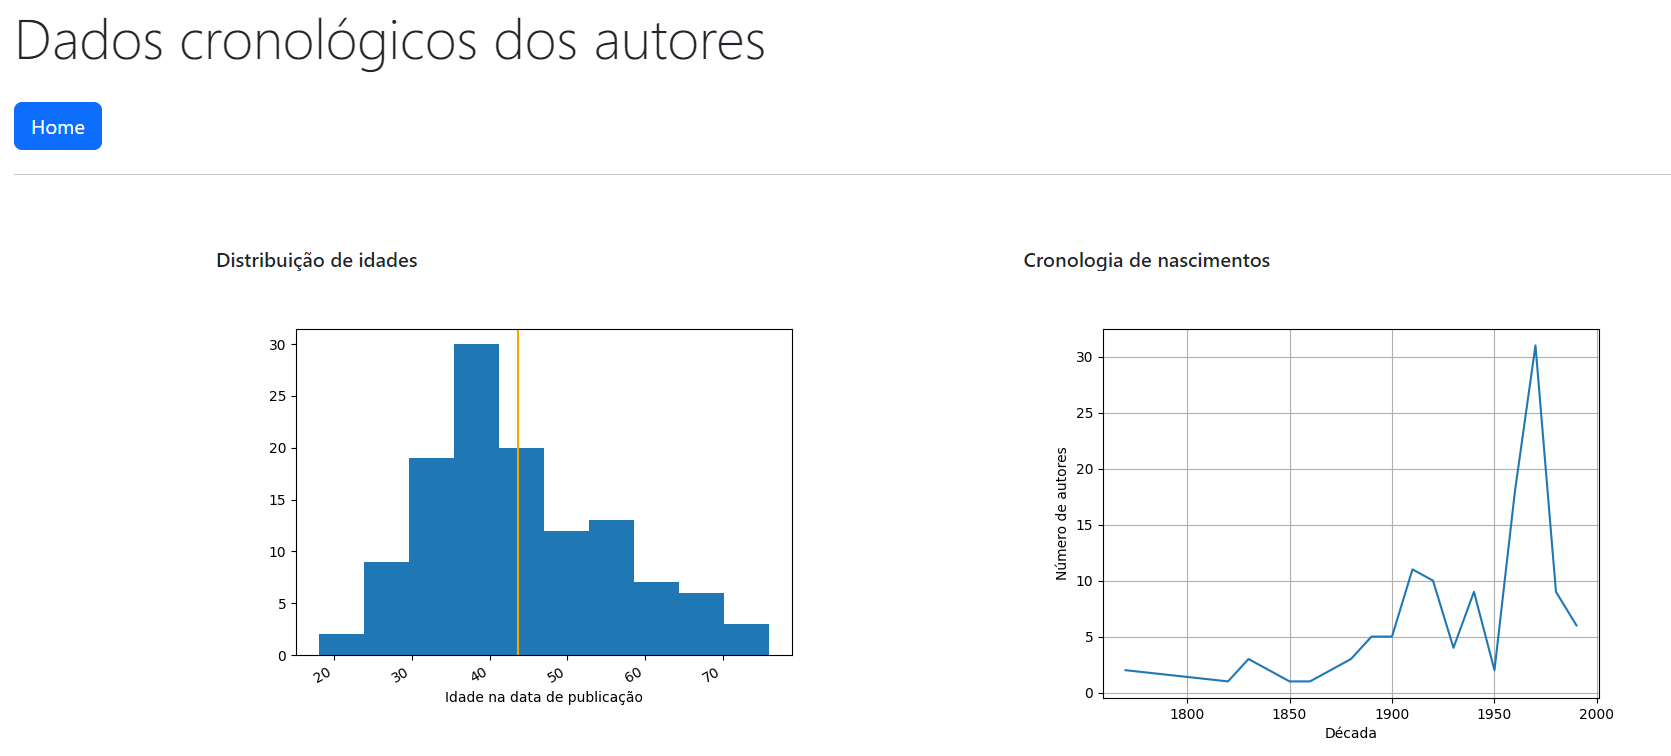 Dados cronológicos dos autores
Home
Distribuição de idades
30
25
20
15
10
5
0
20 30 40 50 60 70
Idade na data de publicação
Cronologia de nascimentos
Número de autores
30
25
20
15
10
5
0
1800 1850 1900 1950 2000
Década